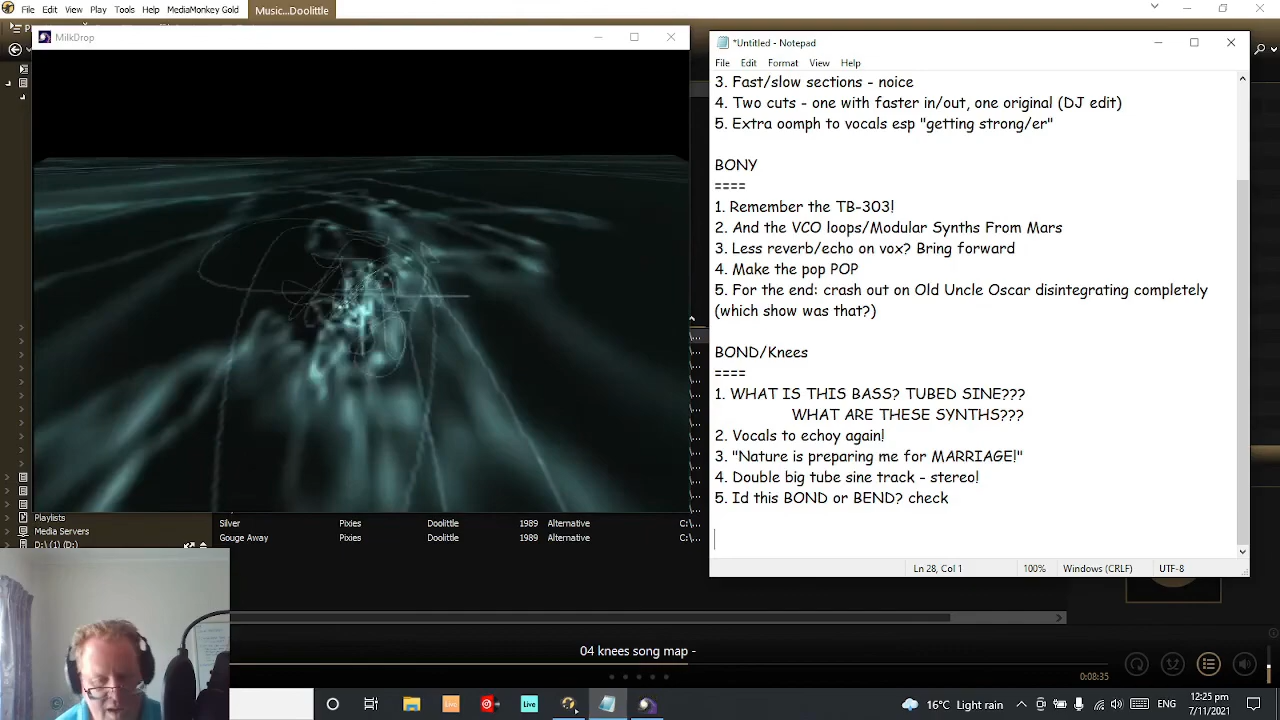 File Edit View Play Tools Help MediaMonkey Gold Music...Doolittle
MilkDrop
*Untitled - Notepad
File Edit Format View Help
3. Fast/slow sections - noice
4. Two cuts - one with faster in/out, one original (DJ edit)
5. Extra oomph to vocals esp "getting strong/er"
BONY
====
1. Remember the TB-303!
2. And the VCO loops/Modular Synths From Mars
3. Less reverb/echo on vox? Bring forward
4. Make the pop POP
5. For the end: crash out on Old Uncle Oscar disintegrating completely
(which show was that?)
BOND/Knees
====
1. WHAT IS THIS BASS? TUBED SINE???
WHAT ARE THESE SYNTHS???
2. Vocals to echoy again!
3. "Nature is preparing me for MARRIAGE!"
4. Double big tube sine track - stereo!
5. Id this BOND or BEND? check
Ln 28, Col 1 100% Windows (CRLF) UTF-8
Playlists
Media Servers
D:\ (1) (D:)
Silver Pixies Doolittle 1989 Alternative C:\...
Gouge Away Pixies Doolittle 1989 Alternative C:\...
04 knees song map -
0:08:35
Live
Live
16°C Light rain
ENG
12:25 pm
7/11/2021